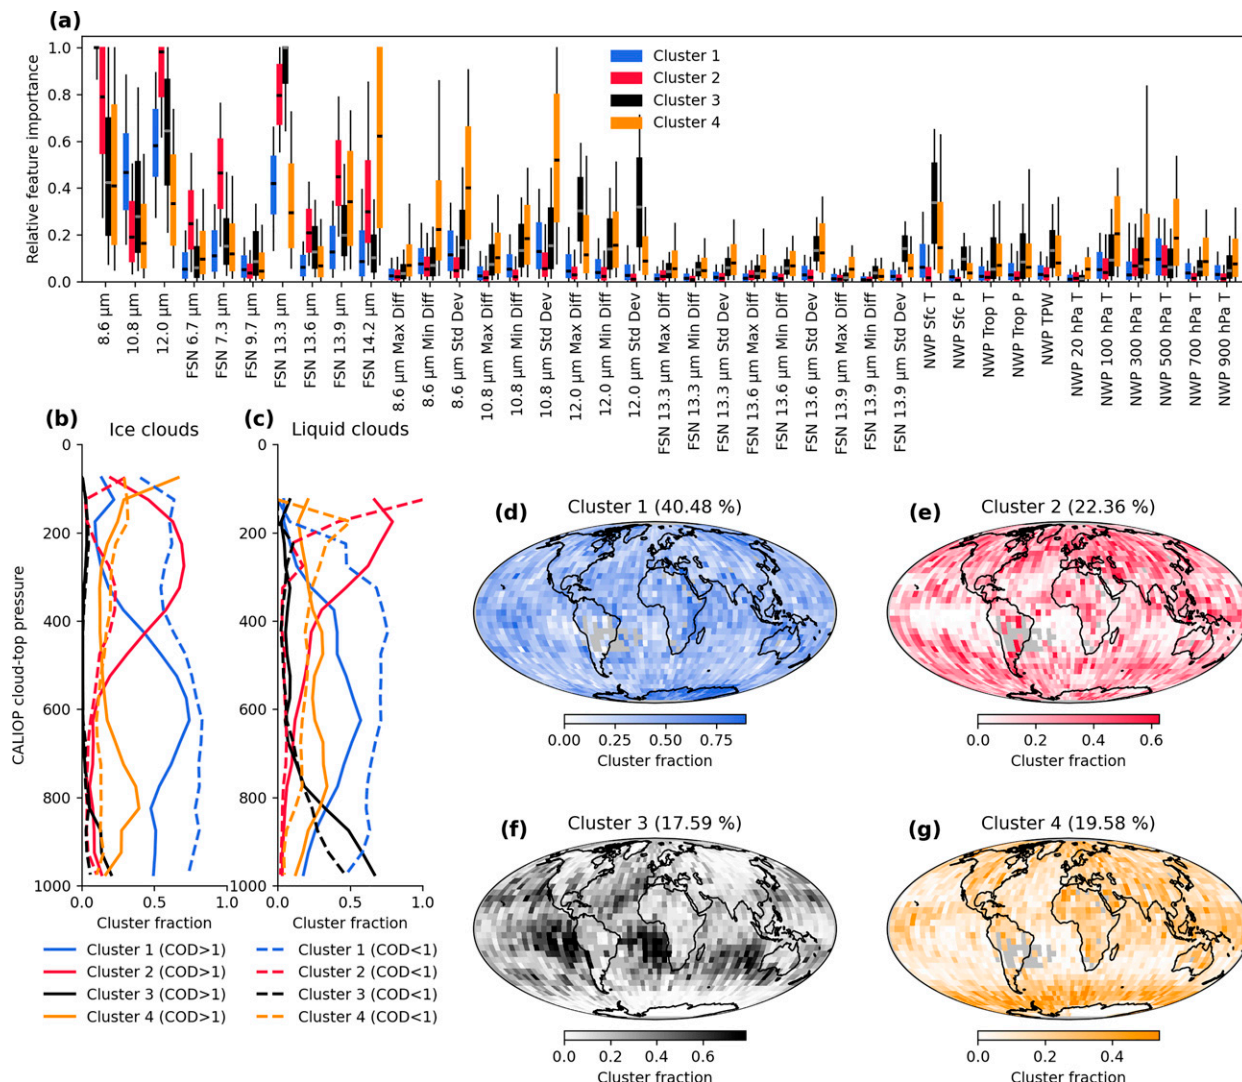 (a)
1.0
0.8
0.6
0.4
0.2
0.0
Relative feature importance
Cluster 1
Cluster 2
Cluster 3
Cluster 4
8.6 μm
10.8 μm
12.0 μm
FSN 6.7 μm
FSN 7.3 μm
FSN 9.7 μm
FSN 13.3 μm
FSN 13.6 μm
FSN 13.9 μm
FSN 14.2 μm
8.6 μm Max Diff
8.6 μm Min Diff
8.6 μm Std Dev
10.8 μm Max Diff
10.8 μm Min Diff
10.8 μm Std Dev
12.0 μm Max Diff
12.0 μm Min Diff
12.0 μm Std Dev
FSN 13.3 μm Max Diff
FSN 13.3 μm Min Diff
FSN 13.3 μm Std Dev
FSN 13.6 μm Max Diff
FSN 13.6 μm Min Diff
FSN 13.6 μm Std Dev
FSN 13.9 μm Max Diff
FSN 13.9 μm Min Diff
FSN 13.9 μm Std Dev
NWP Sfc T
NWP Sfc P
NWP Trop T
NWP Trop P
NWP TPW
NWP 20 hPa T
NWP 100 hPa T
NWP 300 hPa T
NWP 500 hPa T
NWP 700 hPa T
NWP 900 hPa T
(b)
Ice clouds
0
200
400
600
800
1000
CALIOP cloud-top pressure
0.0
0.5
Cluster fraction
(c)
Liquid clouds
0
200
400
600
800
1000
0.0
0.5
1.0
Cluster fraction
Cluster 1 (COD>1)
Cluster 2 (COD>1)
Cluster 3 (COD>1)
Cluster 4 (COD>1)
Cluster 1 (COD<1)
Cluster 2 (COD<1)
Cluster 3 (COD<1)
Cluster 4 (COD<1)
(d)
Cluster 1 (40.48 %)
0.00 0.25 0.50 0.75
Cluster fraction
(e)
Cluster 2 (22.36 %)
0.0 0.2 0.4 0.6
Cluster fraction
(f)
Cluster 3 (17.59 %)
0.0 0.2 0.4 0.6
Cluster fraction
(g)
Cluster 4 (19.58 %)
0.0 0.2 0.4
Cluster fraction